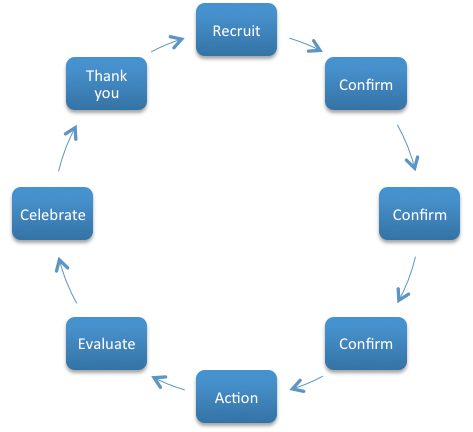 Recruit
Confirm
Confirm
Confirm
Action
Evaluate
Celebrate
Thank
you